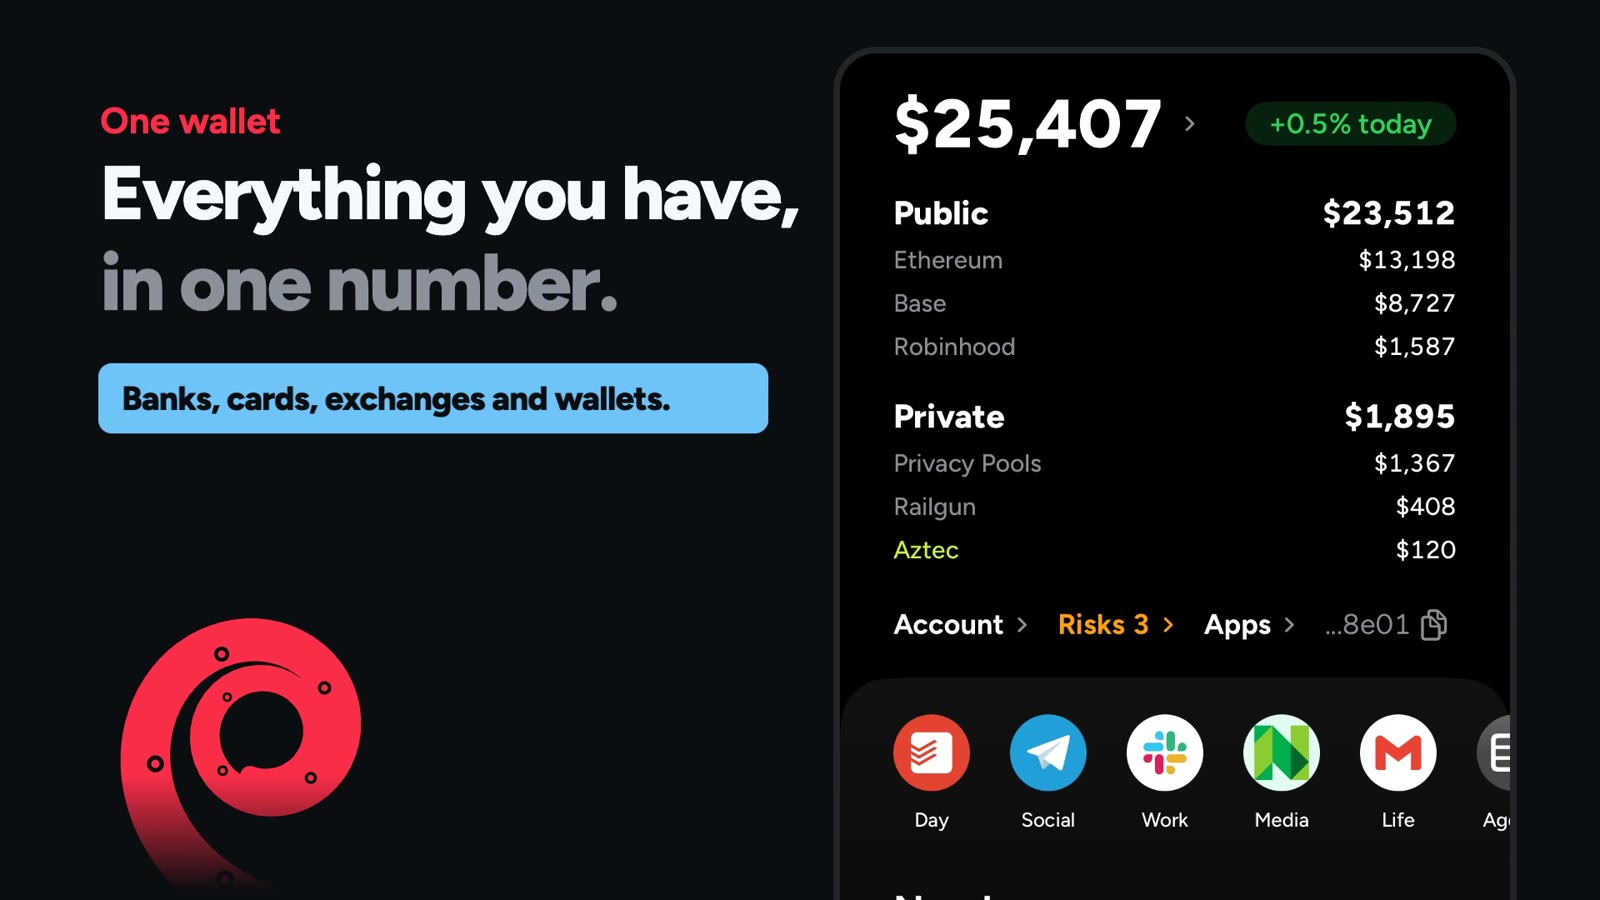 One wallet
Everything you have,
in one number.
Banks, cards, exchanges and wallets.
$25,407
+0.5% today
Public $23,512
Ethereum $13,198
Base $8,727
Robinhood $1,587
Private $1,895
Privacy Pools $1,367
Railgun $408
Aztec $120
Account Risks 3 Apps ...8e01
Day Social Work Media Life